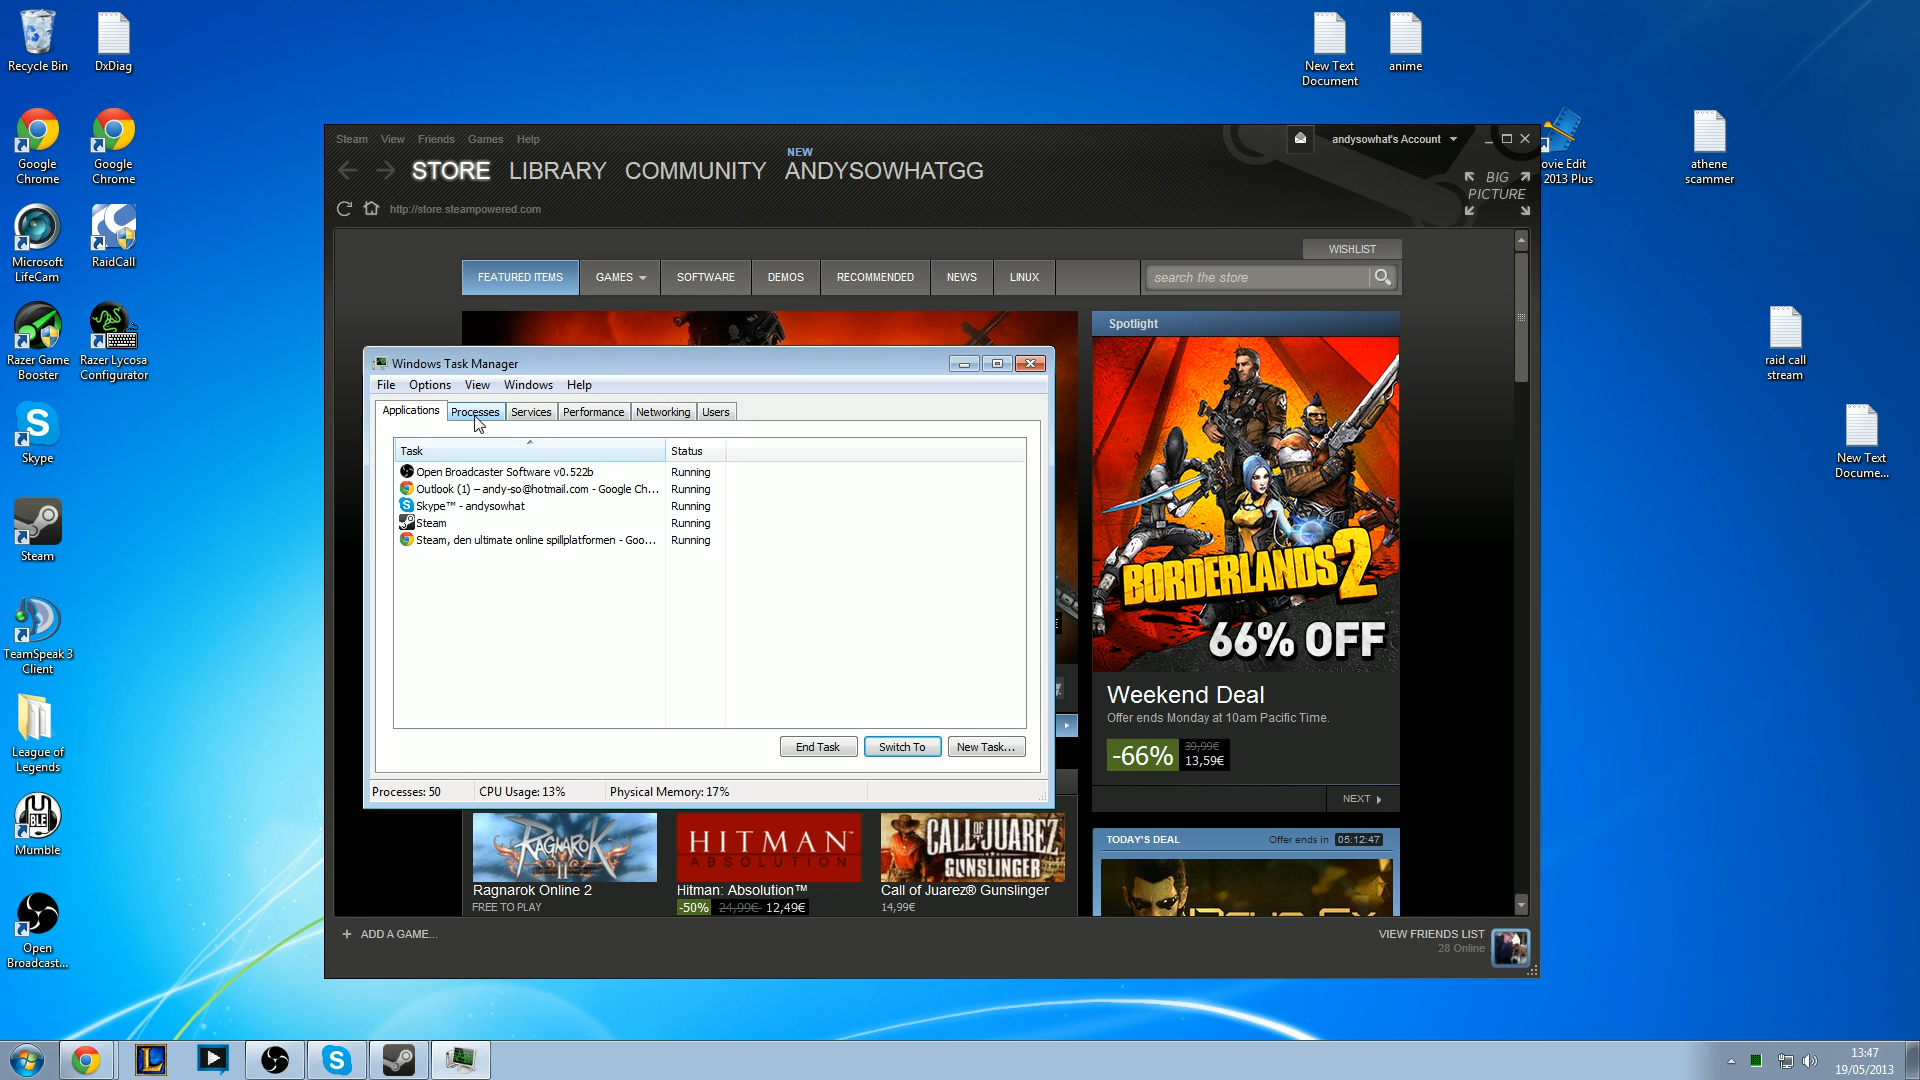 Recycle Bin
DxDiag
Google Chrome
Google Chrome
Microsoft LifeCam
RaidCall
Razer Game Booster
Razer Lycosa Configurator
Skype
Steam
TeamSpeak 3 Client
League of Legends
Mumble
Open Broadcast...
New Text Document
anime
ovie Edit 2013 Plus
athene scammer
raid call stream
New Text Docume...
Steam View Friends Games Help
andysowhat's Account
STORE LIBRARY COMMUNITY NEW ANDYSOWHATGG
BIG PICTURE
http://store.steampowered.com
WISHLIST
FEATURED ITEMS GAMES SOFTWARE DEMOS RECOMMENDED NEWS LINUX search the store
Spotlight
BORDERLANDS 2
66% OFF
Weekend Deal
Offer ends Monday at 10am Pacific Time.
-66% 39,99€
13,59€
NEXT
TODAY'S DEAL Offer ends in 05:12:47
Windows Task Manager
File Options View Windows Help
Applications Processes Services Performance Networking Users
Task Status
Open Broadcaster Software v0.522b Running
Outlook (1) – andy-so@hotmail.com - Google Ch... Running
Skype™ - andysowhat Running
Steam Running
Steam, den ultimate online spillplatformen - Goo... Running
End Task Switch To New Task...
Processes: 50 CPU Usage: 13% Physical Memory: 17%
RAGNAROK II
HITMAN™
ABSOLUTION
CALL OF JUAREZ
GUNSLINGER
Ragnarok Online 2
FREE TO PLAY
Hitman: Absolution™
-50% 24,99€ 12,49€
Call of Juarez® Gunslinger
14,99€
+ ADD A GAME...
VIEW FRIENDS LIST
28 Online
13:47
19/05/2013